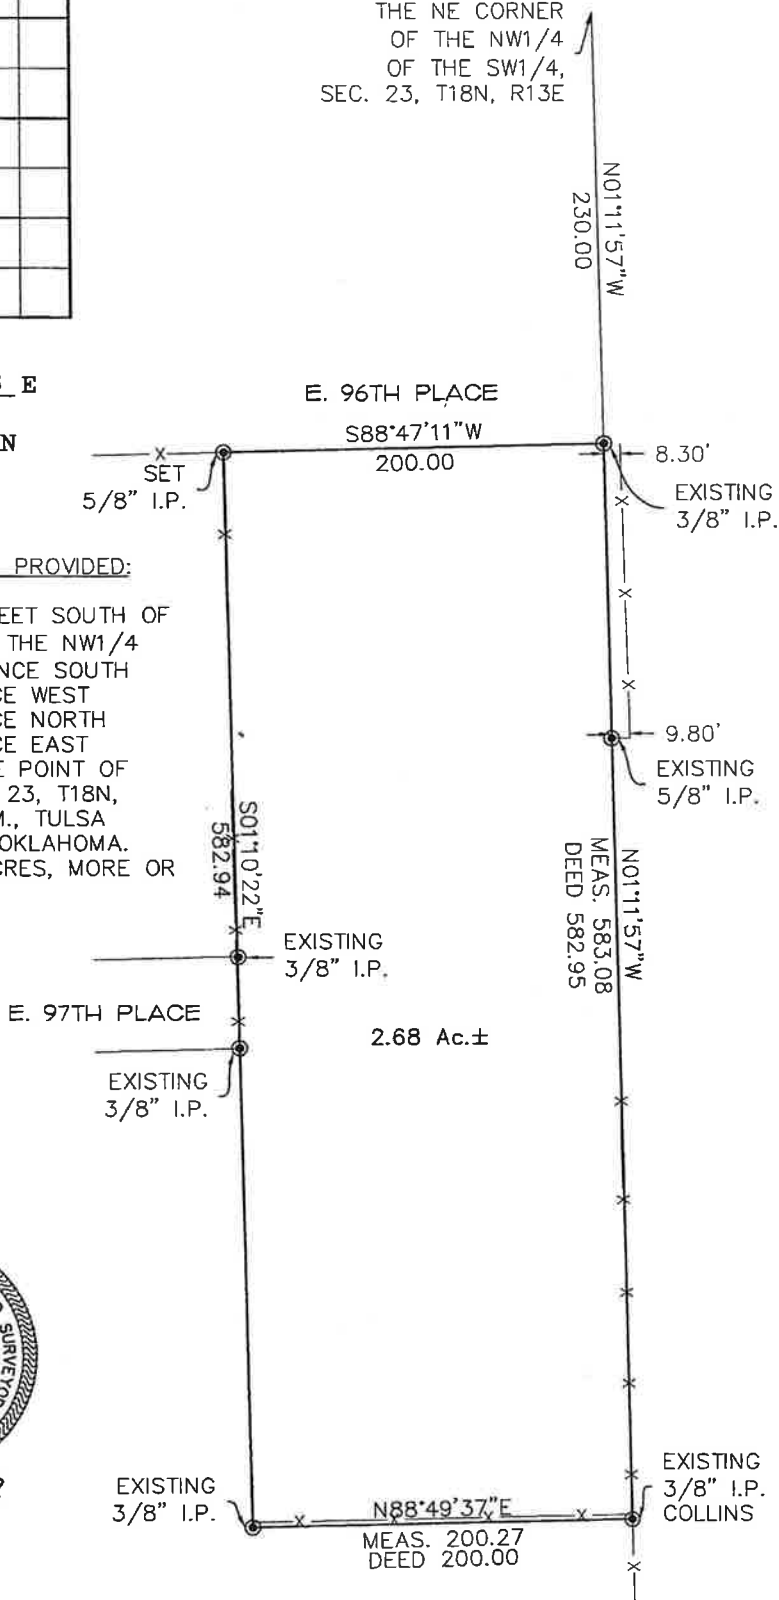 THE NE CORNER
OF THE NW1/4
OF THE SW1/4,
SEC. 23, T18N, R13E
N01°11'57"W
230.00
E
N
E. 96TH PLACE
S88°47'11"W
200.00
8.30'
SET
5/8" I.P.
EXISTING
3/8" I.P.
PROVIDED:
EET SOUTH OF
THE NW1/4
NCE SOUTH
CE WEST
CE NORTH
CE EAST
E POINT OF
23, T18N,
M., TULSA
OKLAHOMA.
CRES, MORE OR
9.80'
EXISTING
5/8" I.P.
S01°10'22"E
582.94
N01°11'57"W
MEAS. 583.08
DEED 582.95
EXISTING
3/8" I.P.
E. 97TH PLACE
2.68 Ac.±
EXISTING
3/8" I.P.
SURVEYOR
EXISTING
3/8" I.P.
N88°49'37"E
MEAS. 200.27
DEED 200.00
EXISTING
3/8" I.P.
COLLINS